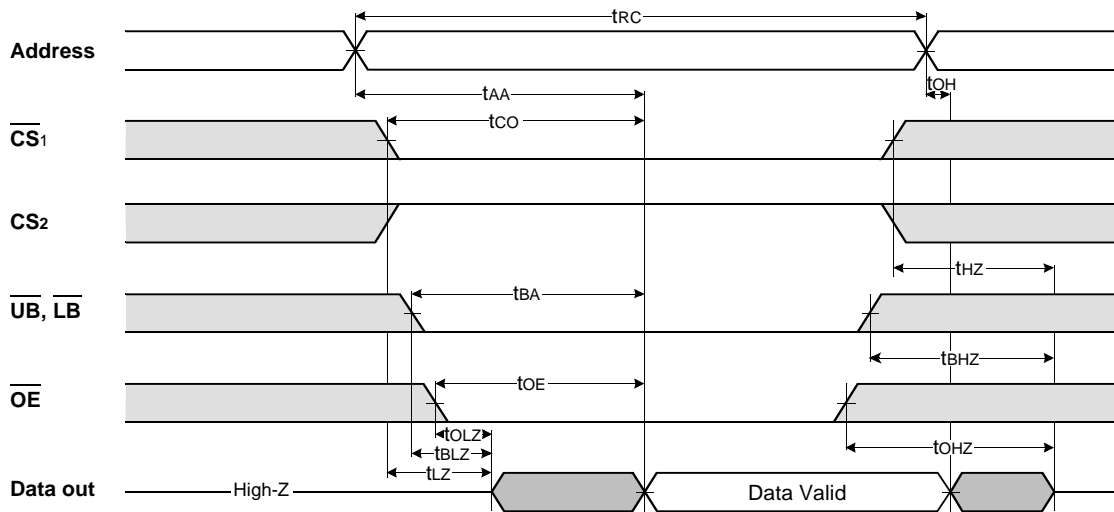 tRC
Address
tOH
tAA
tCO
CS1
CS2
tHZ
tBA
UB, LB
tBHZ
tOE
OE
tOLZ
tOHZ
tBLZ
tLZ
Data out
High-Z
Data Valid